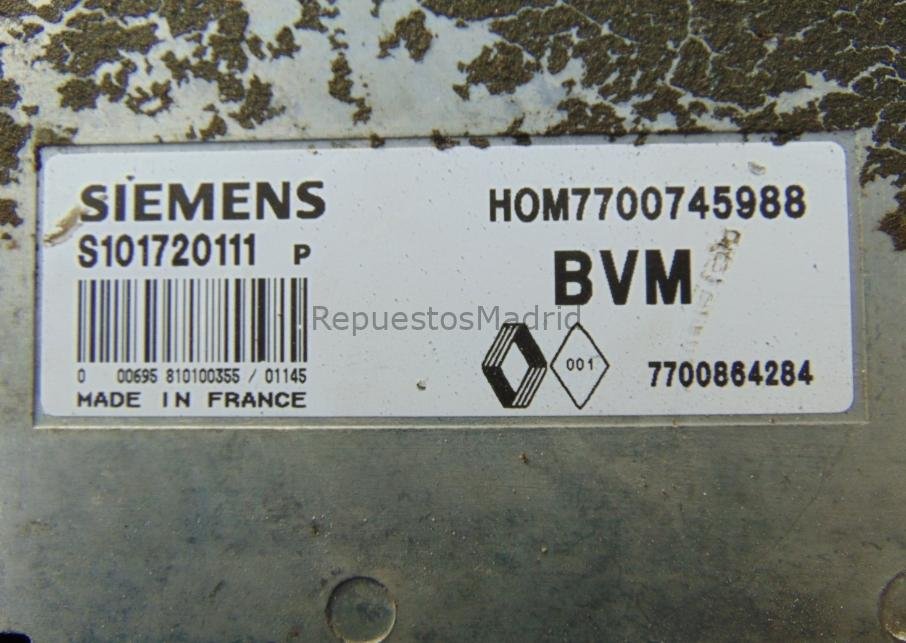 SIEMENS
S101720111 P
0 00695 810100355 / 01145
MADE IN FRANCE
HOM7700745988
BVM
001
7700864284
RepuestosMadrid